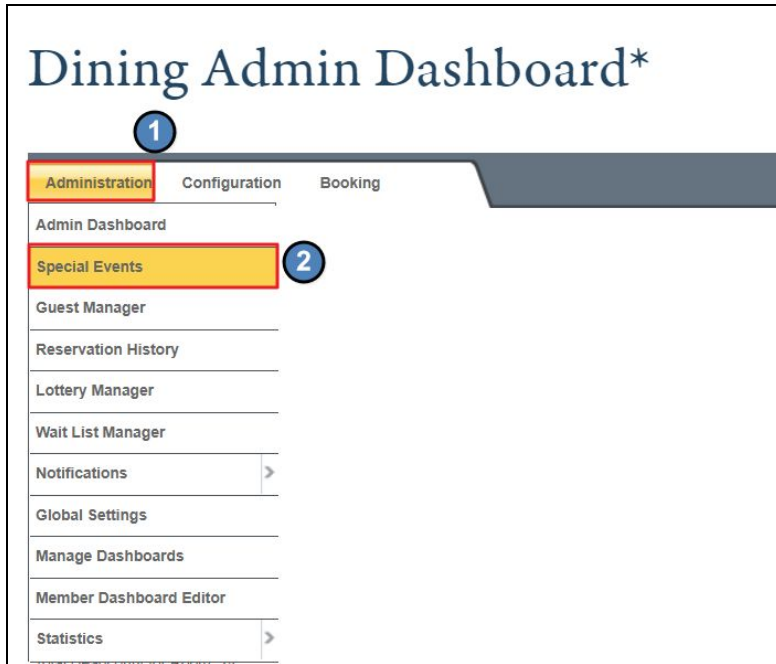 Dining Admin Dashboard*
1
Administration Configuration Booking
Admin Dashboard
Special Events
2
Guest Manager
Reservation History
Lottery Manager
Wait List Manager
Notifications >
Global Settings
Manage Dashboards
Member Dashboard Editor
Statistics >